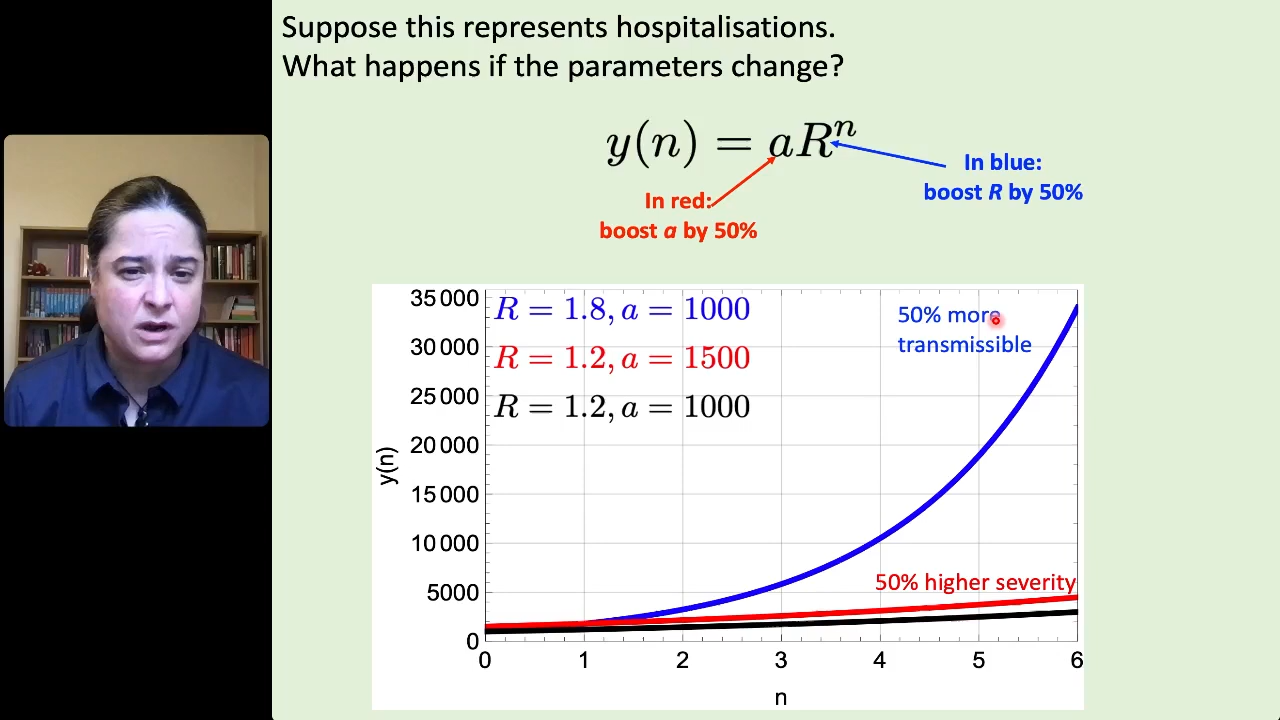 Suppose this represents hospitalisations.
What happens if the parameters change?
y(n) = aRⁿ
In blue:
boost R by 50%
In red:
boost a by 50%
35 000
30 000
25 000
20 000
15 000
10 000
5000
0
y(n)
R = 1.8, a = 1000
R = 1.2, a = 1500
R = 1.2, a = 1000
50% more
transmissible
50% higher severity
0 1 2 3 4 5 6
n